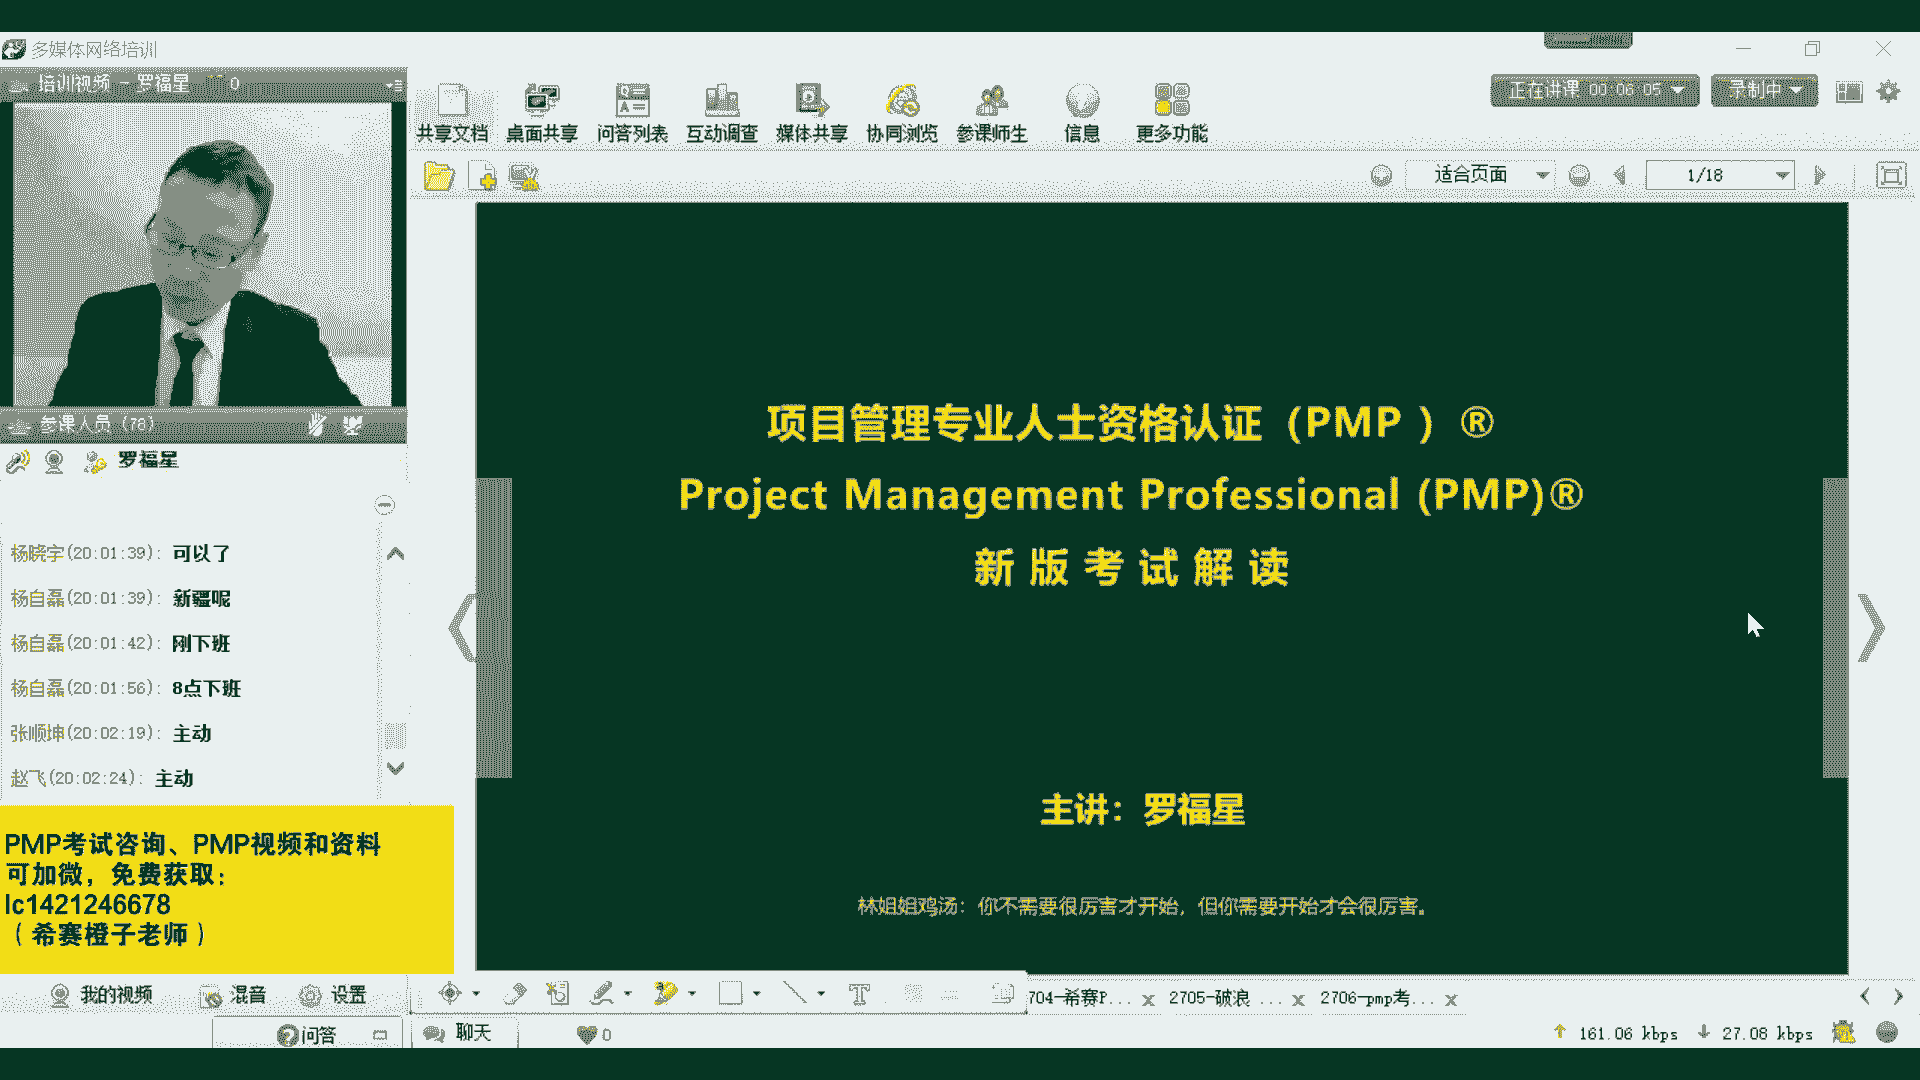 多媒体网络培训
培训视频 - 罗福星
0
共享文档
桌面共享
问答列表
互动调查
媒体共享
协同浏览
参课师生
信息
更多功能
正在讲课 00:06:05
录制中
适合页面
1/18
参课人员 (78)
罗福星
杨晓宇(20:01:39): 可以了
杨自磊(20:01:39): 新疆呢
杨自磊(20:01:42): 刚下班
杨自磊(20:01:56): 8点下班
张顺坤(20:02:19): 主动
赵飞(20:02:24): 主动
PMP考试咨询、PMP视频和资料
可加微，免费获取：
lc1421246678
（希赛橙子老师）
项目管理专业人士资格认证（PMP ）®
Project Management Professional (PMP)®
新 版 考 试 解 读
主讲：罗福星
林姐姐鸡汤：你不需要很厉害才开始，但你需要开始才会很厉害。
我的视频
混音
设置
704-希赛P...
2705-破浪 ...
2706-pmp考...
问答
聊天
0
161.06 kbps
27.08 kbps